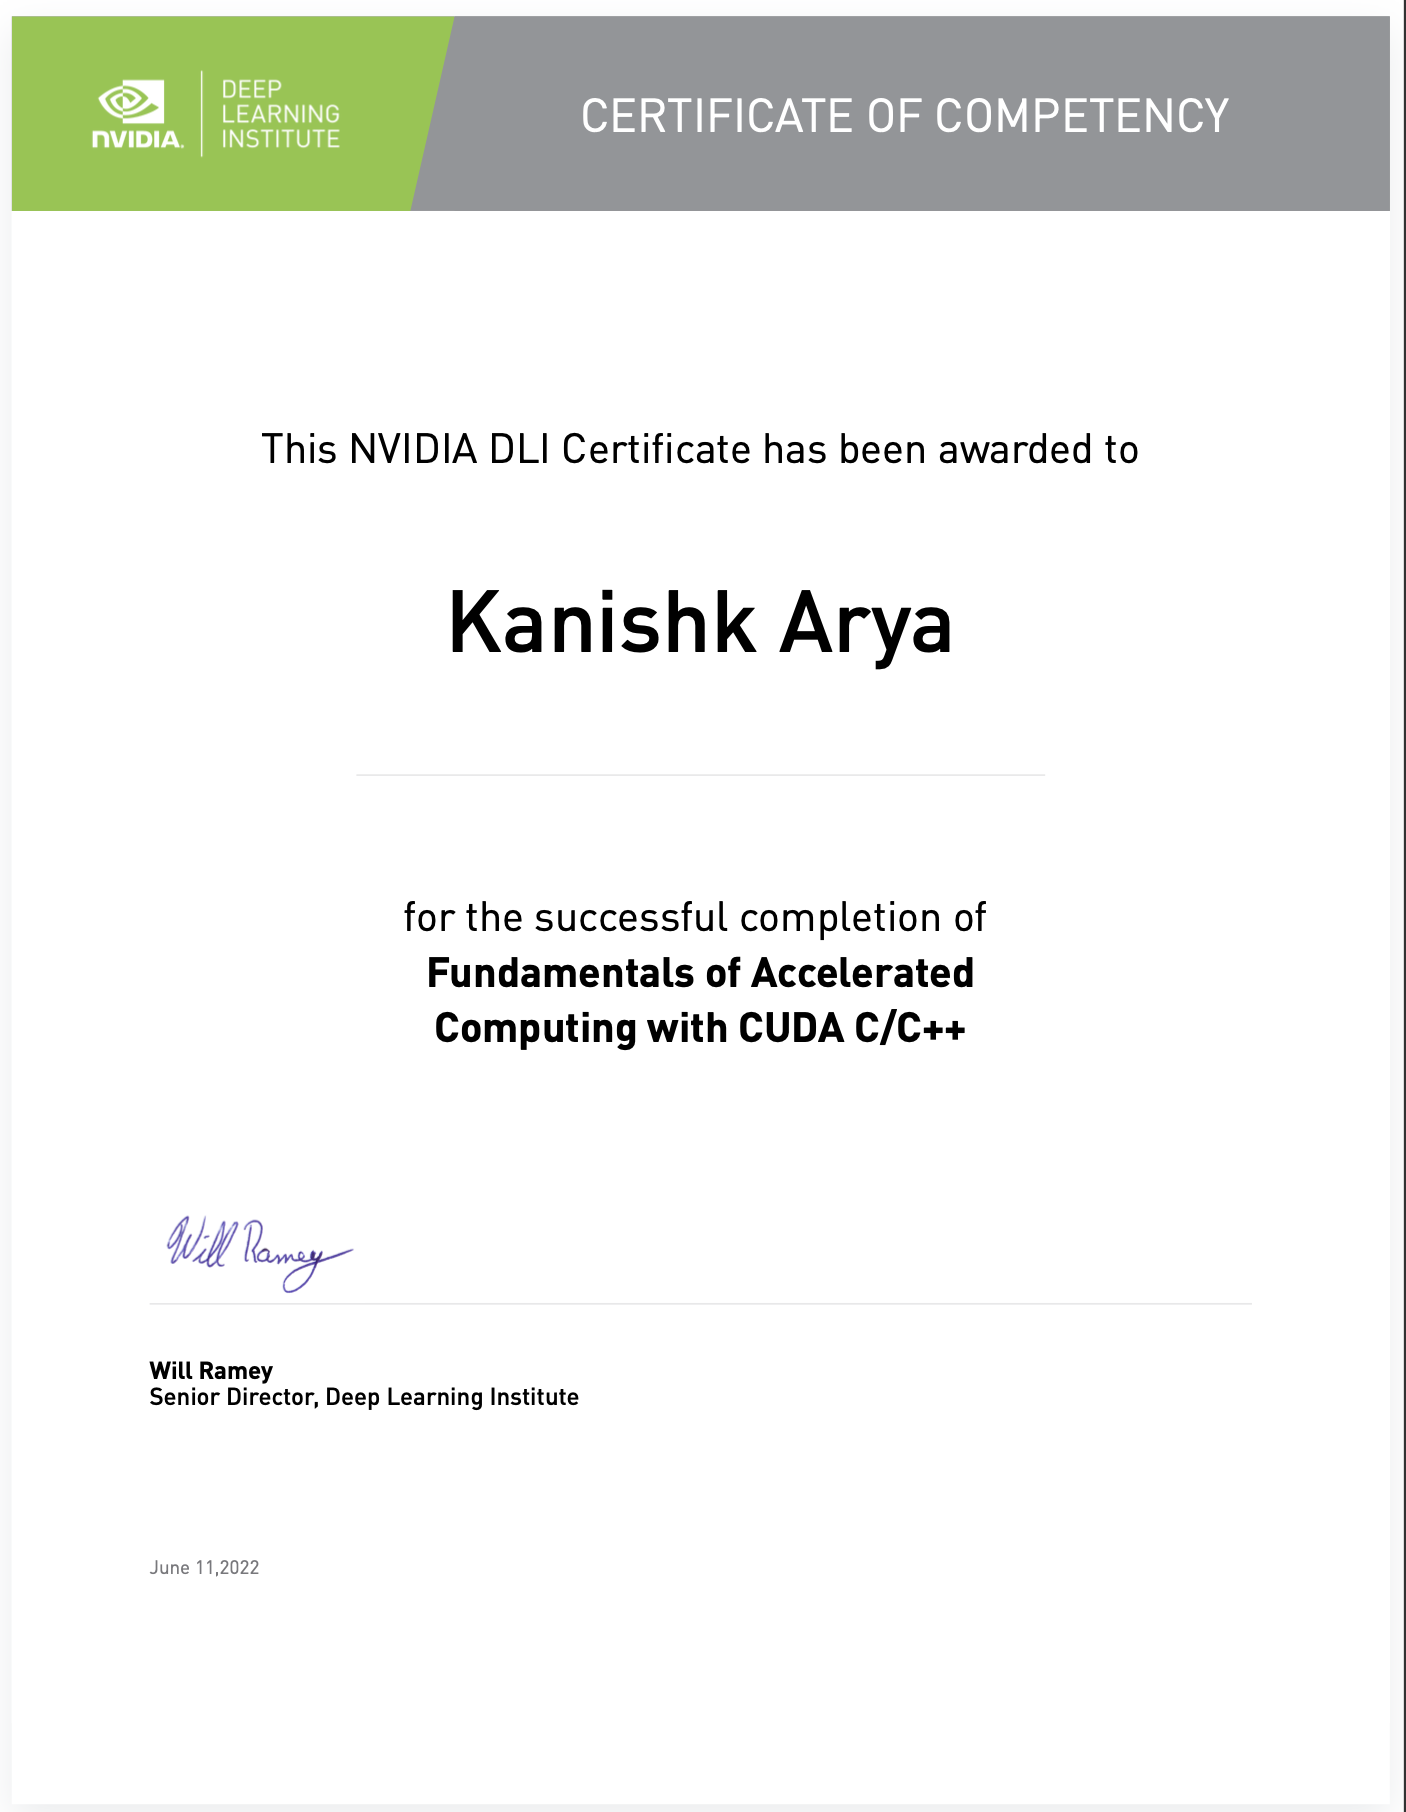 NVIDIA.
DEEP
LEARNING
INSTITUTE
CERTIFICATE OF COMPETENCY
This NVIDIA DLI Certificate has been awarded to
Kanishk Arya
for the successful completion of
Fundamentals of Accelerated
Computing with CUDA C/C++
Will Ramey
Will Ramey
Senior Director, Deep Learning Institute
June 11,2022